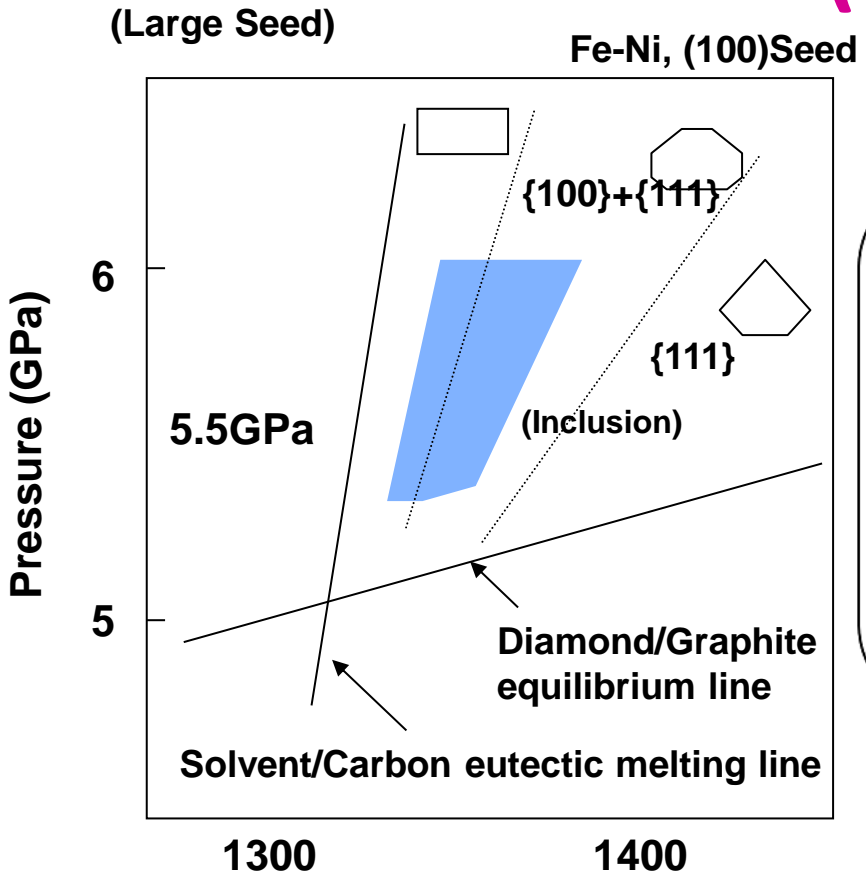 (Large Seed)
Fe-Ni, (100)Seed
{100}+{111}
6
{111}
(Inclusion)
5.5GPa
Pressure (GPa)
5
Diamond/Graphite
equilibrium line
Solvent/Carbon eutectic melting line
1300
1400